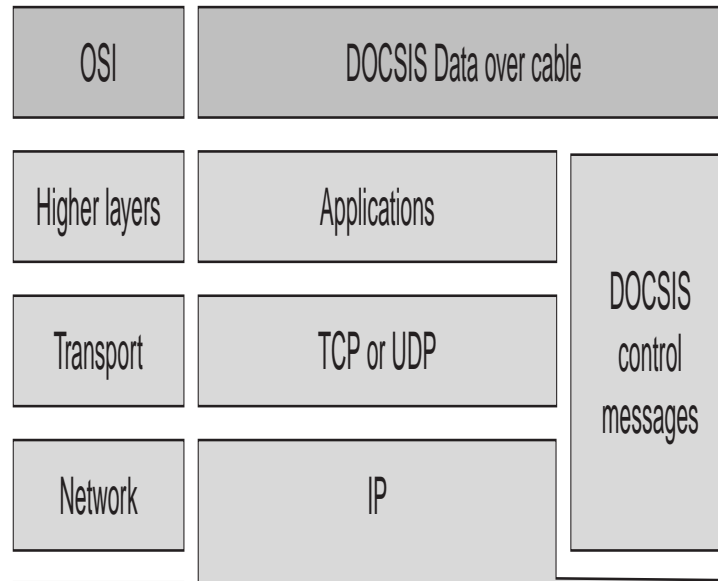 OSI
DOCSIS Data over cable
Higher layers
Applications
DOCSIS
control
messages
Transport
TCP or UDP
Network
IP